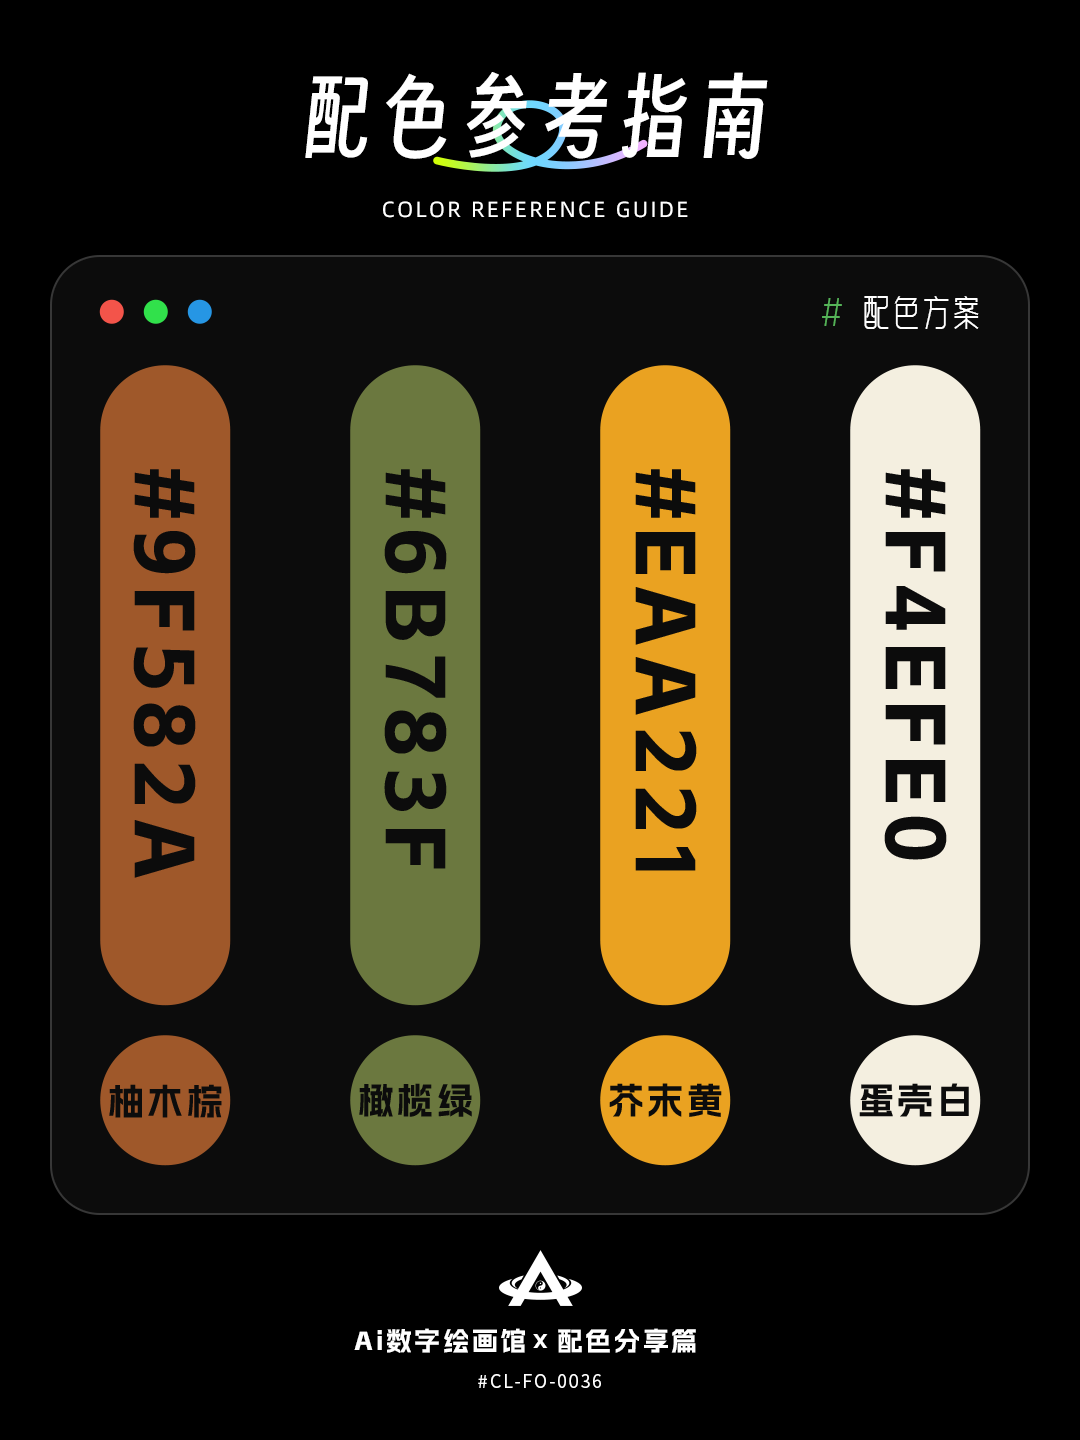 配色参考指南
COLOR REFERENCE GUIDE
# 配色方案
#9F582A
#6B783F
#EAA221
#F4EFE0
柚木棕
橄榄绿
芥末黄
蛋壳白
Ai数字绘画馆 x 配色分享篇
#CL-FO-0036